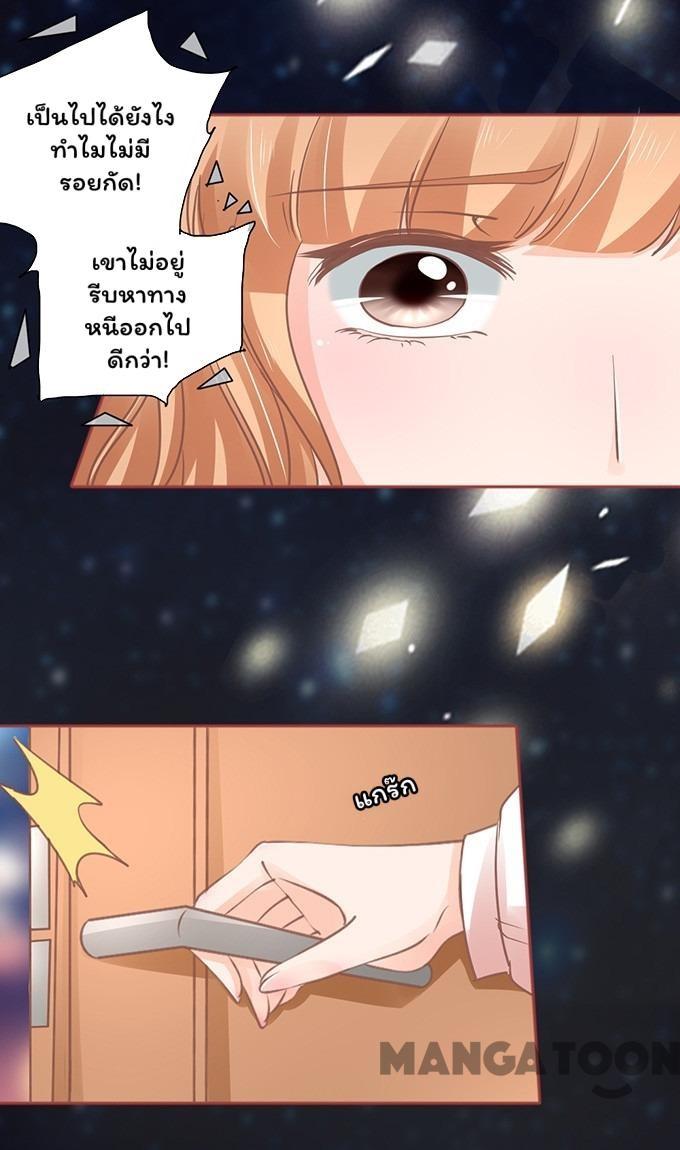 เป็นไปได้ยังไง
ทำไมไม่มี
รอยกัด!
เขาไม่อยู่
รีบหาทาง
หนีออกไป
ดีกว่า!
แกร๊ก
MANGATOON